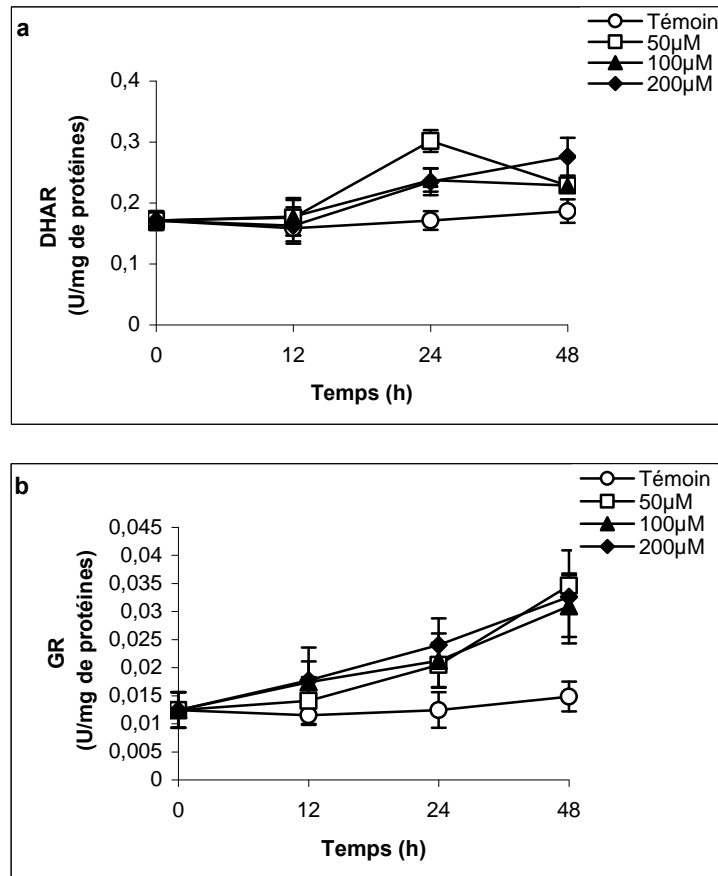 a
Témoin
50µM
100µM
200µM
0,4
0,3
0,2
0,1
0
DHAR
(U/mg de protéines)
0 12 24 48
Temps (h)
b
Témoin
50µM
100µM
200µM
0,045
0,04
0,035
0,03
0,025
0,02
0,015
0,01
0,005
0
GR
(U/mg de protéines)
0 12 24 48
Temps (h)